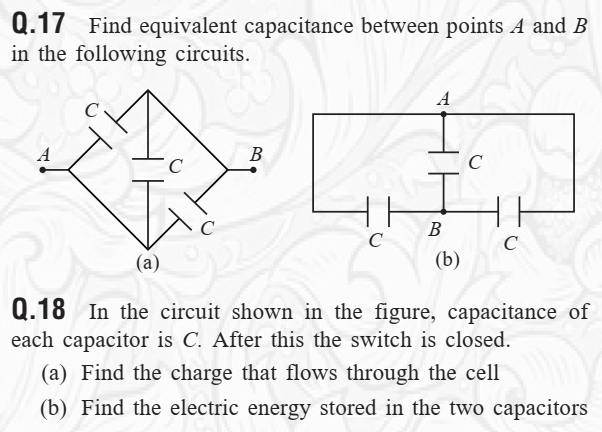 Q.17 Find equivalent capacitance between points A and B
in the following circuits.
C
A
C
B
C
(a)
A
C
C
B
C
(b)
Q.18 In the circuit shown in the figure, capacitance of
each capacitor is C. After this the switch is closed.
(a) Find the charge that flows through the cell
(b) Find the electric energy stored in the two capacitors